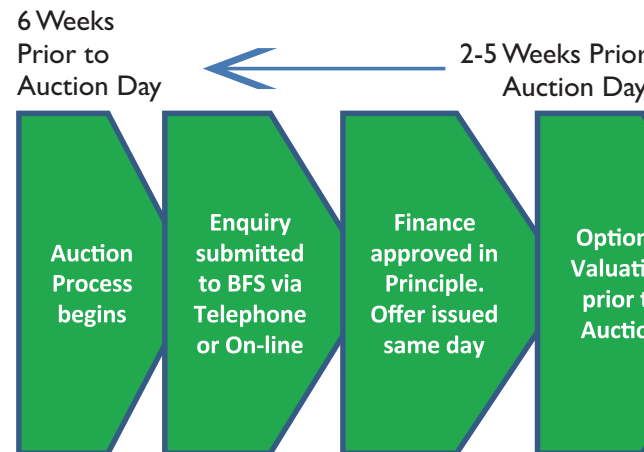 6 Weeks
Prior to
Auction Day
2-5 Weeks Prior
Auction Day
Auction
Process
begins
Enquiry
submitted
to BFS via
Telephone
or On-line
Finance
approved in
Principle.
Offer issued
same day
prior